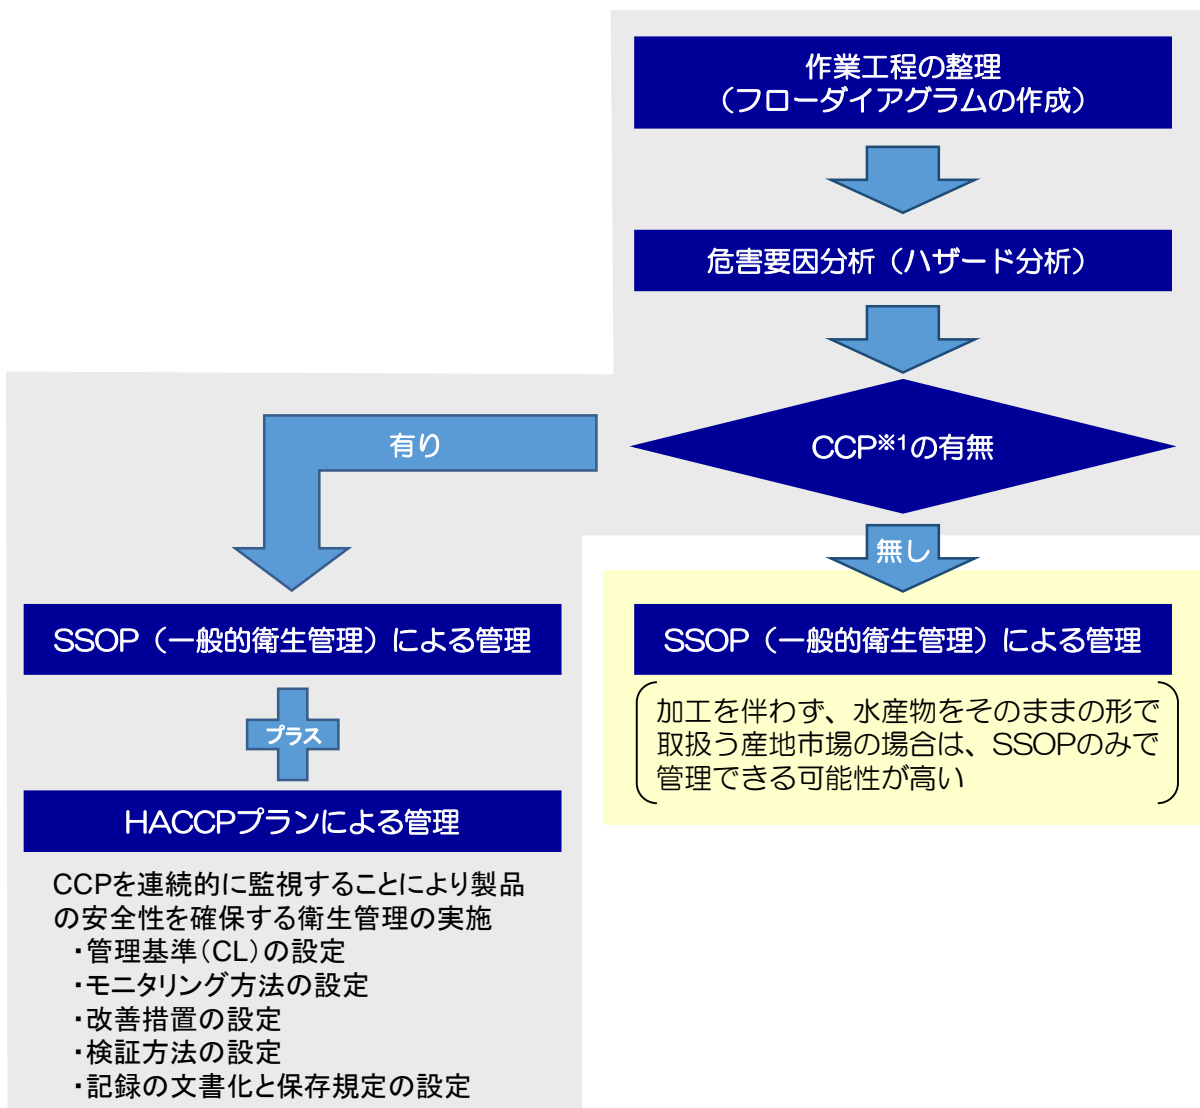 作業工程の整理
（フローダイアグラムの作成）
危害要因分析（ハザード分析）
CCP※1の有無
有り
無し
SSOP（一般的衛生管理）による管理
プラス
HACCPプランによる管理
CCPを連続的に監視することにより製品
の安全性を確保する衛生管理の実施
・管理基準（CL）の設定
・モニタリング方法の設定
・改善措置の設定
・検証方法の設定
・記録の文書化と保存規定の設定
SSOP（一般的衛生管理）による管理
加工を伴わず、水産物をそのままの形で
取扱う産地市場の場合は、SSOPのみで
管理できる可能性が高い